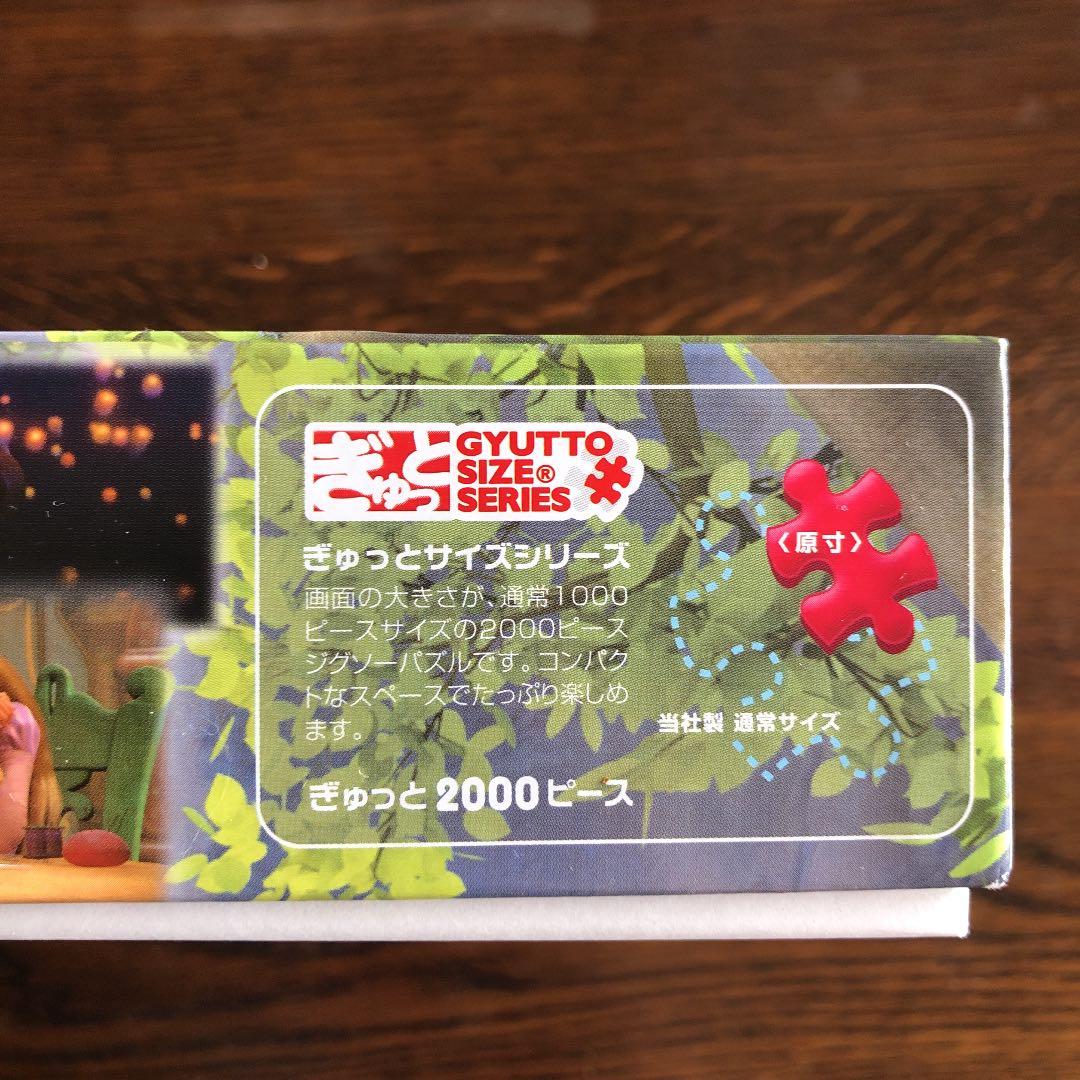 ぎゅっと
GYUTTO
SIZE®
SERIES
ぎゅっとサイズシリーズ
画面の大きさが、通常1000
ピースサイズの2000ピース
ジグソーパズルです。コンパク
トなスペースでたっぷり楽しめ
ます。
〈原寸〉
当社製 通常サイズ
ぎゅっと 2000 ピース